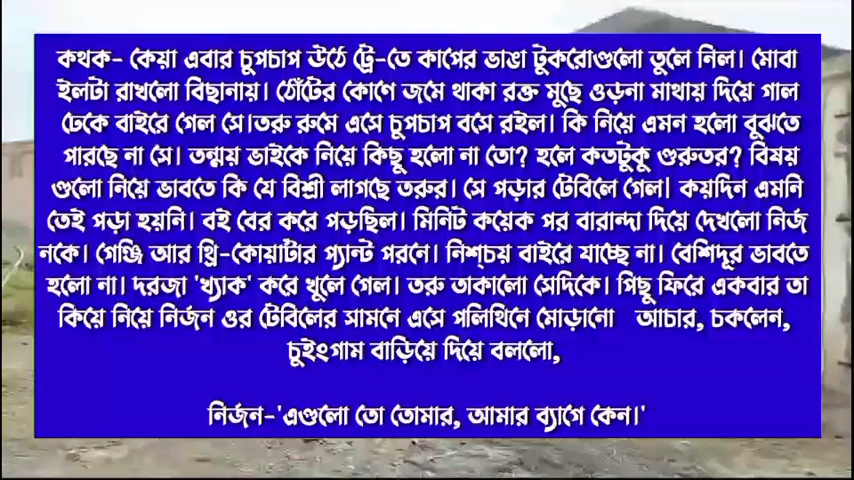 কথক- কেয়া এবার চুপচাপ উঠে ট্রে-তে কাপের ভাঙা টুকরোগুলো তুলে নিল। মোবা
ইলটা রাখলো বিছানায়। ঠোঁটের কোণে জমে থাকা রক্ত মুছে ওড়না মাথায় দিয়ে গাল
ঢেকে বাইরে গেল সে।তরু রুমে এসে চুপচাপ বসে রইল। কি নিয়ে এমন হলো বুঝতে
পারছে না সে। তন্ময় ভাইকে নিয়ে কিছু হলো না তো? হলে কতটুকু গুরুতর? বিষয়
গুলো নিয়ে ভাবতে কি যে বিশ্রী লাগছে তরুর। সে পড়ার টেবিলে গেল। কয়দিন এমনি
তেই পড়া হয়নি। বই বের করে পড়ছিল। মিনিট কয়েক পর বারান্দা দিয়ে দেখলো নির্জ
নকে। গেঞ্জি আর থ্রি-কোয়ার্টার প্যান্ট পরনে। নিশ্চয় বাইরে যাচ্ছে না। বেশিদূর ভাবতে
হলো না। দরজা 'খ্যাক' করে খুলে গেল। তরু তাকালো সেদিকে। পিছু ফিরে একবার তা
কিয়ে নিয়ে নির্জন ওর টেবিলের সামনে এসে পলিথিনে মোড়ানো আচার, চকলেন,
চুইংগাম বাড়িয়ে দিয়ে বললো,
নির্জন-'এগুলো তো তোমার, আমার ব্যাগে কেন।'